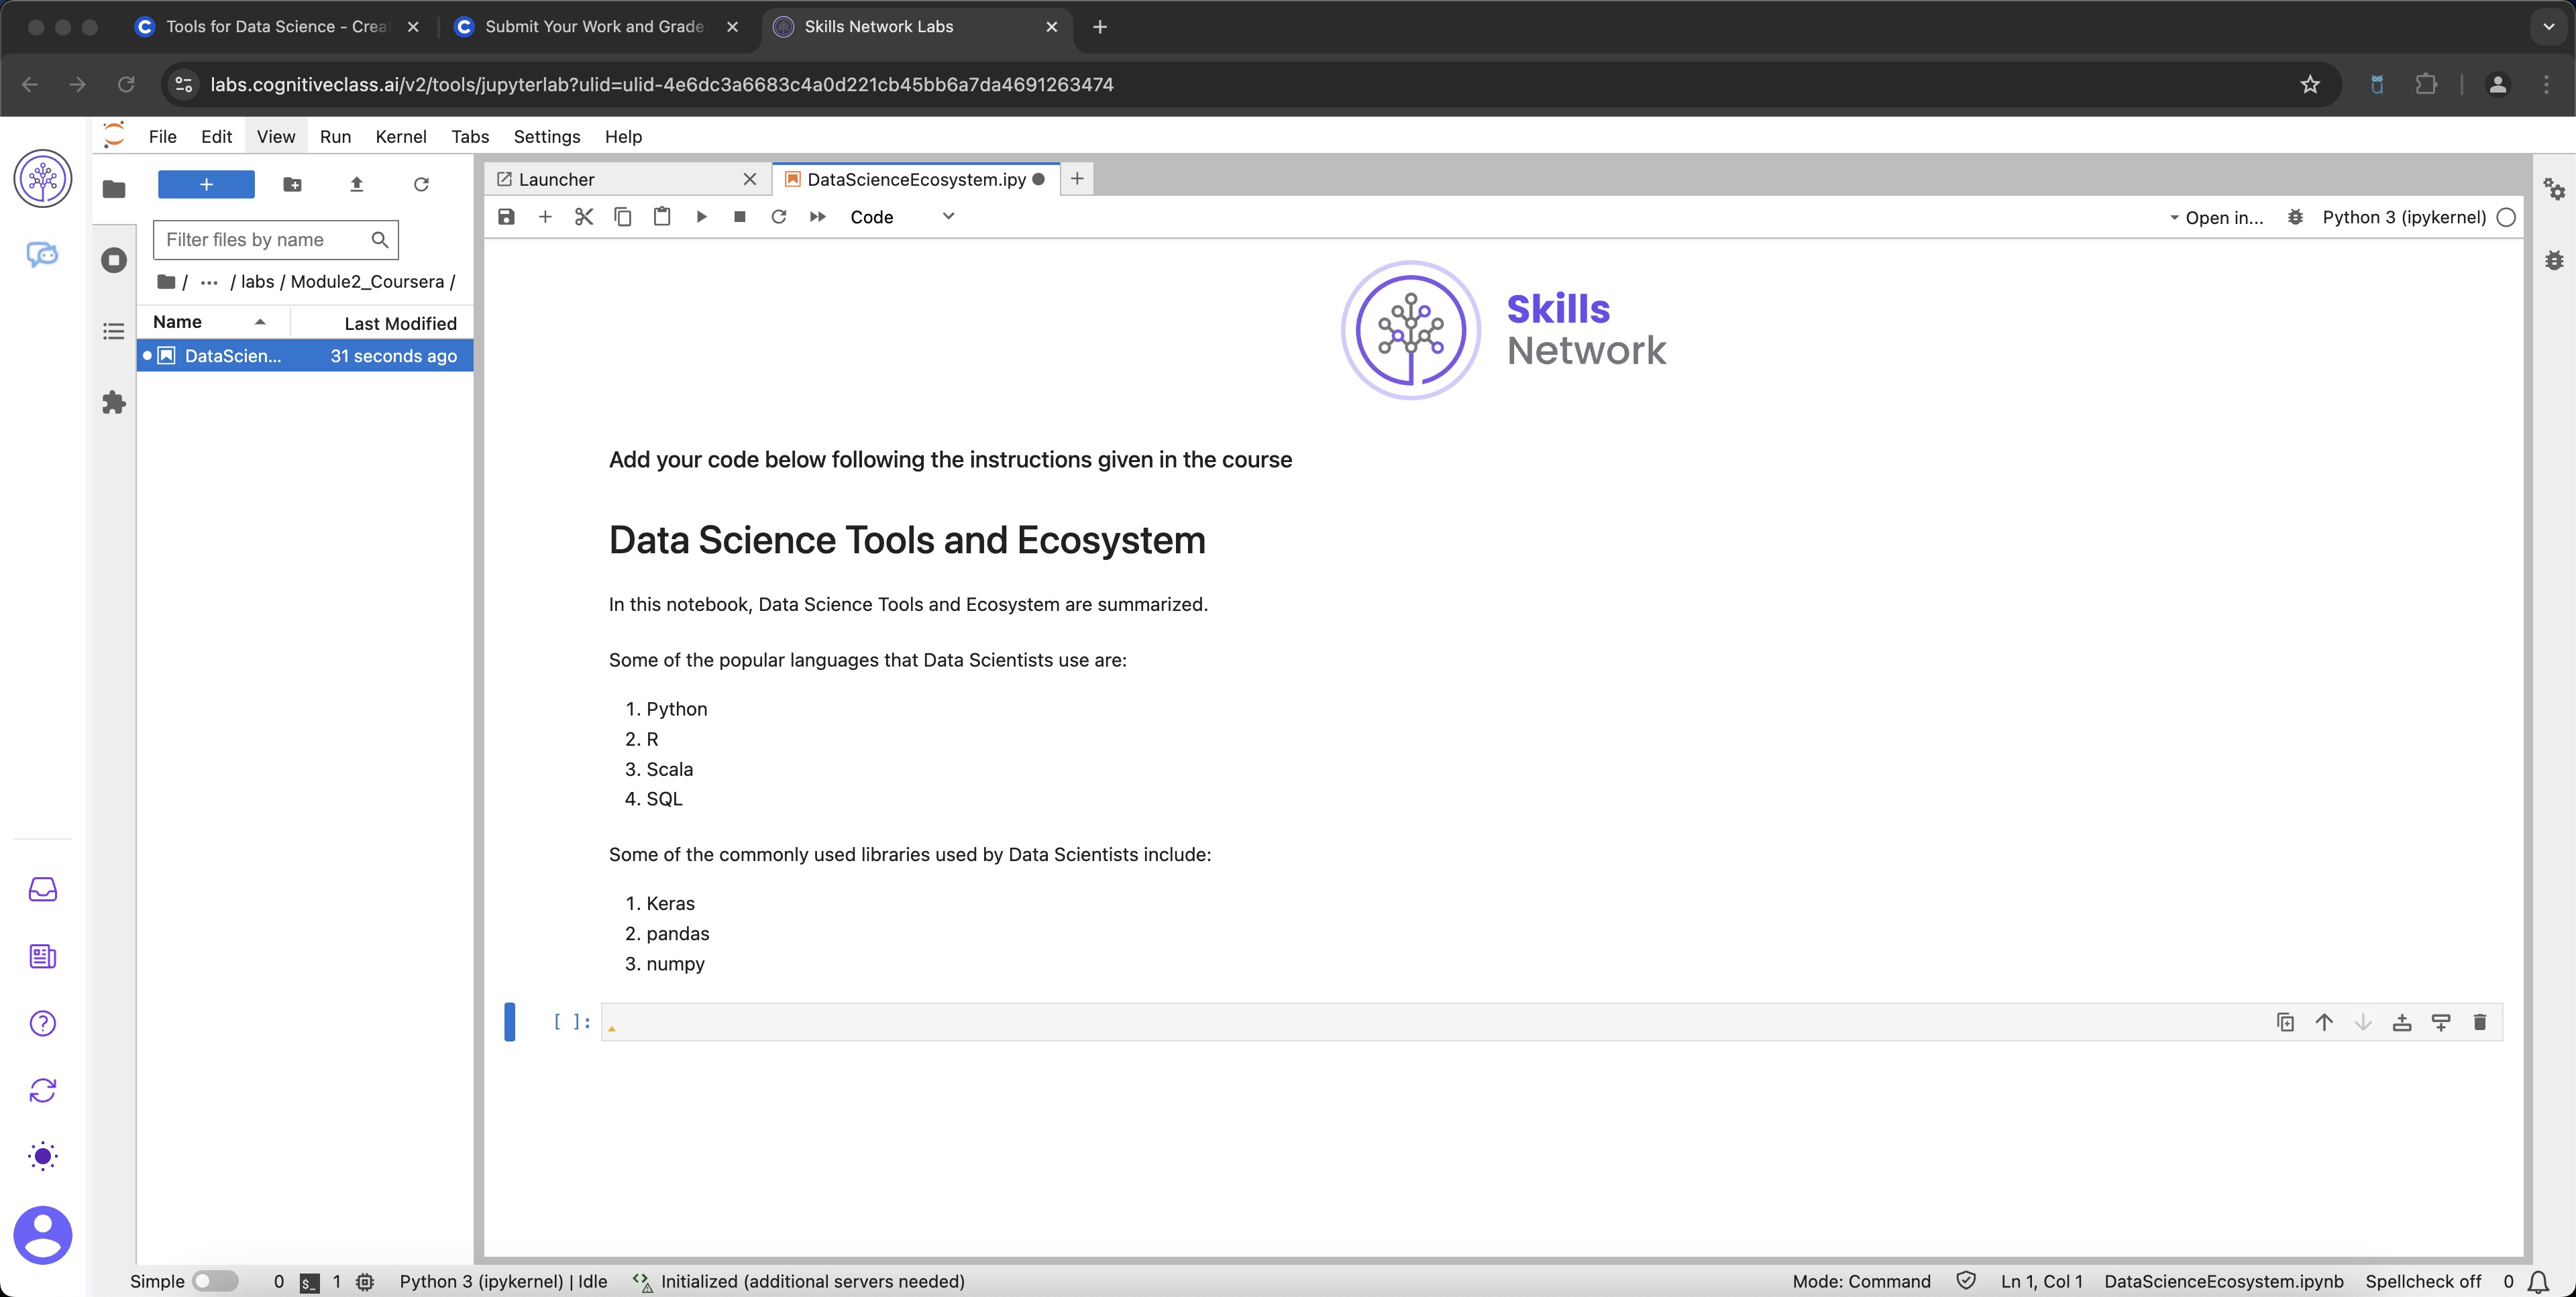 Tools for Data Science - Crea
Submit Your Work and Grade
Skills Network Labs
labs.cognitiveclass.ai/v2/tools/jupyterlab?ulid=ulid-4e6dc3a6683c4a0d221cb45bb6a7da4691263474
File Edit View Run Kernel Tabs Settings Help
Launcher
DataScienceEcosystem.ipy
Filter files by name
/ ... / labs / Module2_Coursera /
Name Last Modified
DataScien... 31 seconds ago
Code
Open in...
Python 3 (ipykernel)
Skills
Network
Add your code below following the instructions given in the course
Data Science Tools and Ecosystem
In this notebook, Data Science Tools and Ecosystem are summarized.
Some of the popular languages that Data Scientists use are:
1. Python
2. R
3. Scala
4. SQL
Some of the commonly used libraries used by Data Scientists include:
1. Keras
2. pandas
3. numpy
[ ]:
Simple 0 $_ 1 Python 3 (ipykernel) | Idle Initialized (additional servers needed) Mode: Command Ln 1, Col 1 DataScienceEcosystem.ipynb Spellcheck off 0